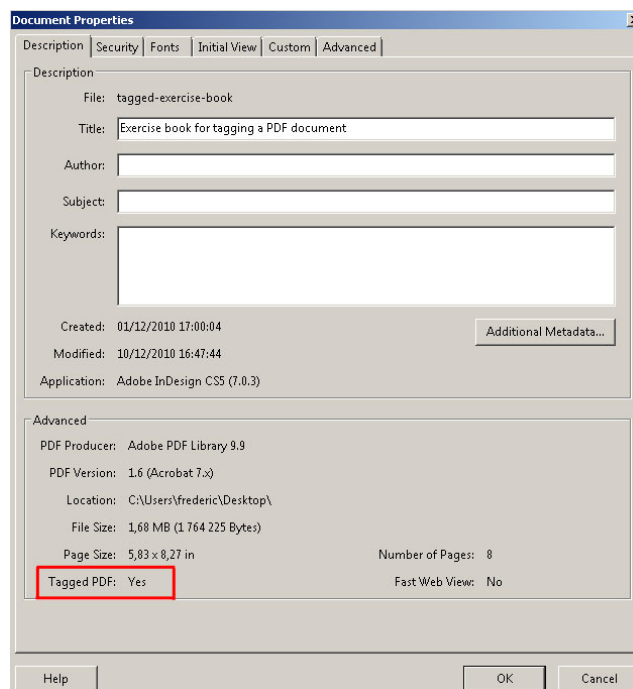 Document Properties
Description Security Fonts Initial View Custom Advanced
Description
File: tagged-exercise-book
Title: Exercise book for tagging a PDF document
Author:
Subject:
Keywords:
Created: 01/12/2010 17:00:04
Additional Metadata...
Modified: 10/12/2010 16:47:44
Application: Adobe InDesign CS5 (7.0.3)
Advanced
PDF Producer: Adobe PDF Library 9.9
PDF Version: 1.6 (Acrobat 7.x)
Location: C:\Users\frederic\Desktop\
File Size: 1,68 MB (1 764 225 Bytes)
Page Size: 5,83 x 8,27 in Number of Pages: 8
Tagged PDF: Yes Fast Web View: No
Help OK Cancel